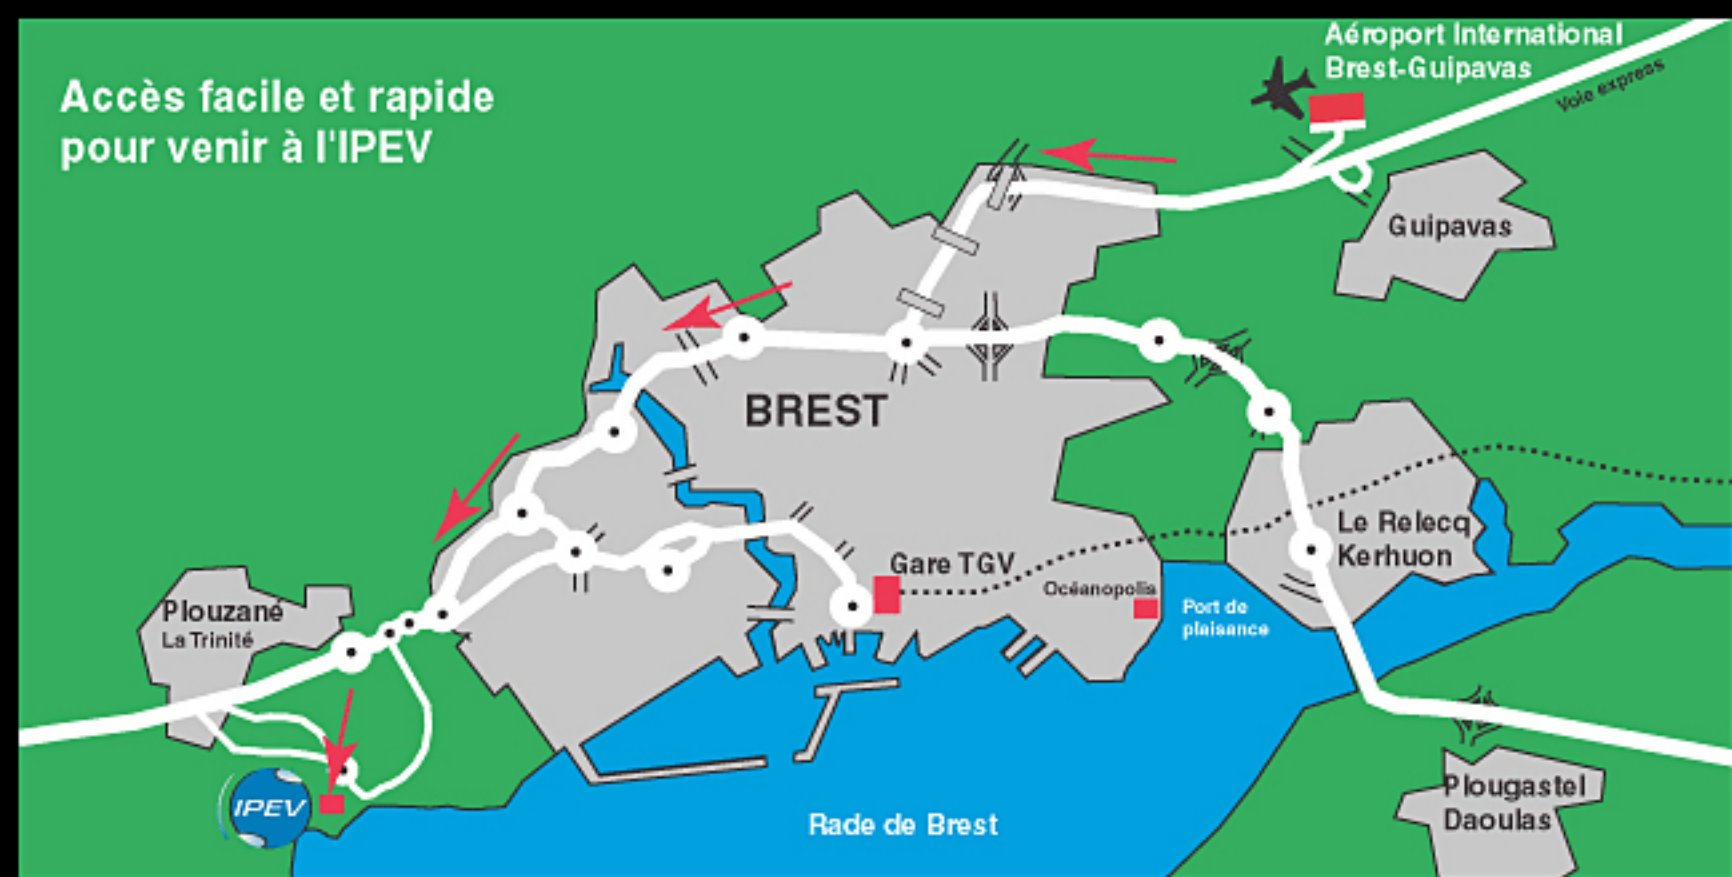 Accès facile et rapide
pour venir à l'IPEV
Aéroport International
Brest-Guipavas
Voie express
Guipavas
BREST
Le Relecq
Kerhuon
Gare TGV
Océanopolis
Port de
plaisance
Plouzané
La Trinité
IPEV
Rade de Brest
Plougastel
Daoulas